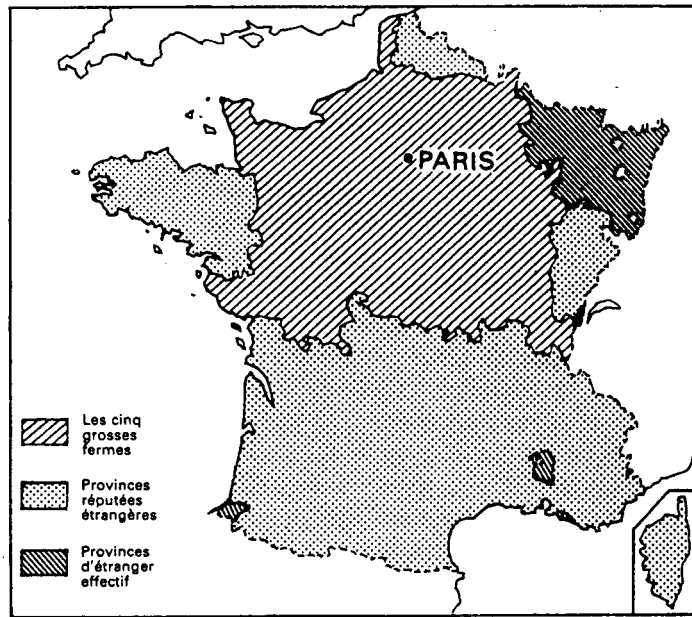 PARIS
Les cinq
grosses
fermes
Provinces
réputées
étrangères
Provinces
d'étranger
effectif